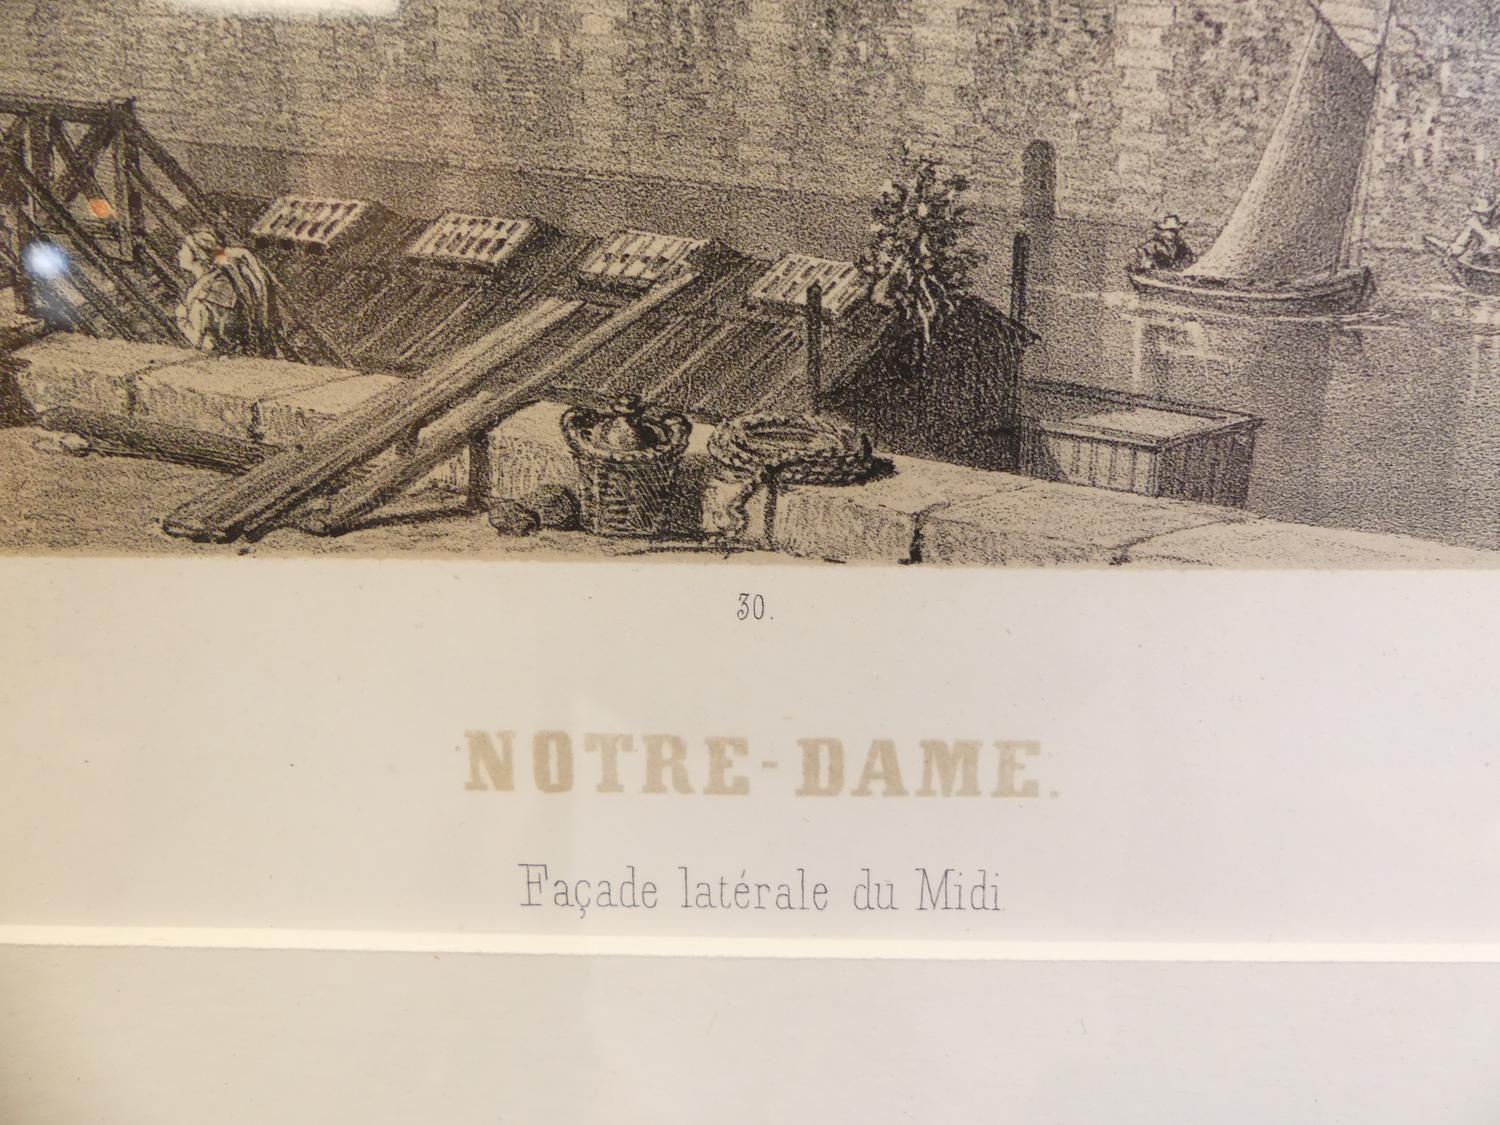 30.
NOTRE-DAME.
Façade latérale du Midi.